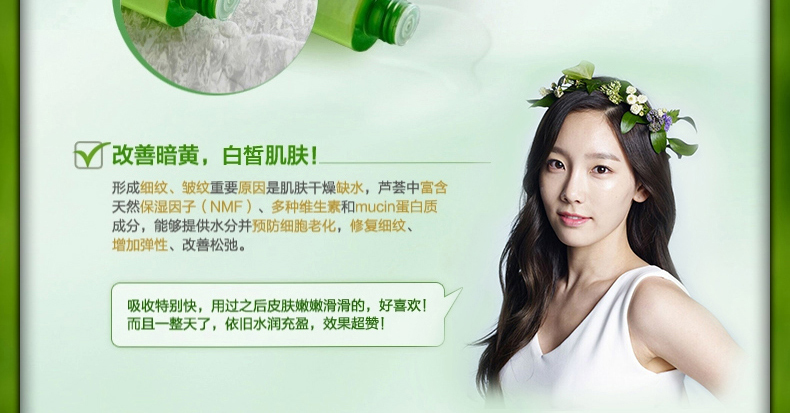 改善暗黄，白皙肌肤！
形成细纹、皱纹重要原因是肌肤干燥缺水，芦荟中富含
天然保湿因子（NMF）、多种维生素和mucin蛋白质
成分，能够提供水分并预防细胞老化，修复细纹、
增加弹性、改善松弛。
吸收特别快，用过之后皮肤嫩嫩滑滑的，好喜欢！
而且一整天了，依旧水润充盈，效果超赞！